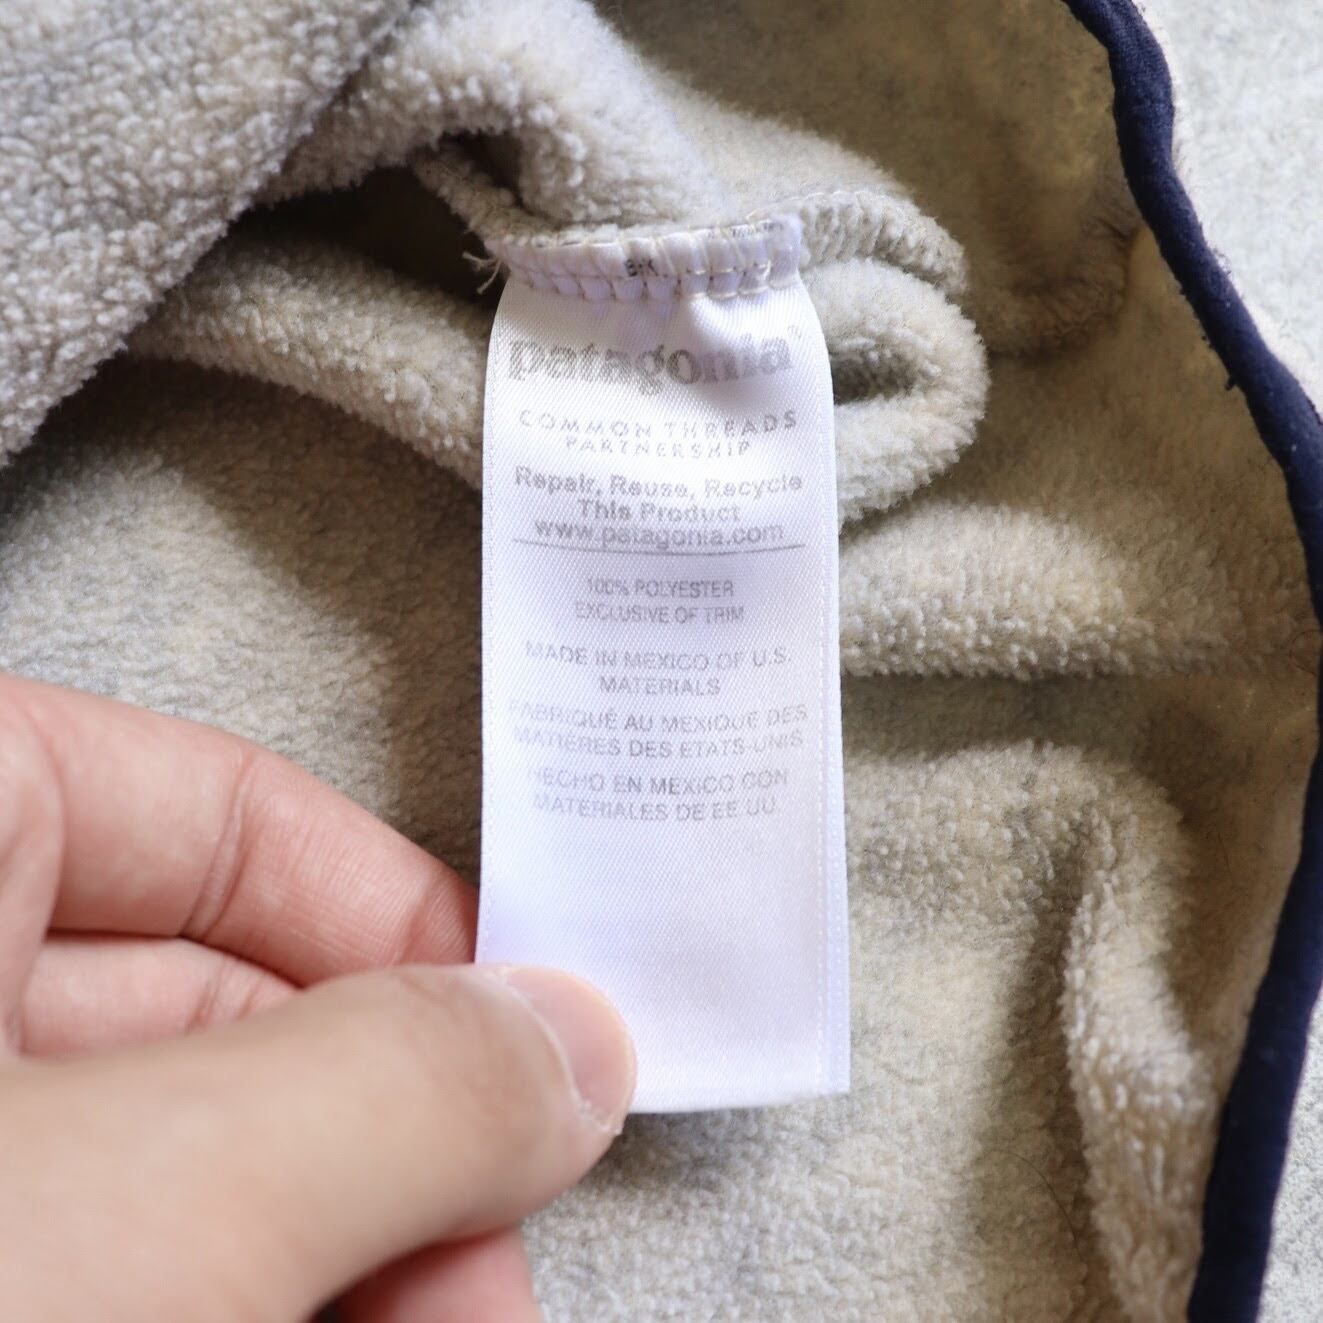 patagonia®
COMMON THREADS
PARTNERSHIP
Repair, Reuse, Recycle
This Product
www.patagonia.com
100% POLYESTER
EXCLUSIVE OF TRIM
MADE IN MEXICO OF U.S.
MATERIALS
FABRIQUÉ AU MEXIQUE DES
MATIÈRES DES ETATS-UNIS
HECHO EN MEXICO CON
MATERIALES DE EE UU.